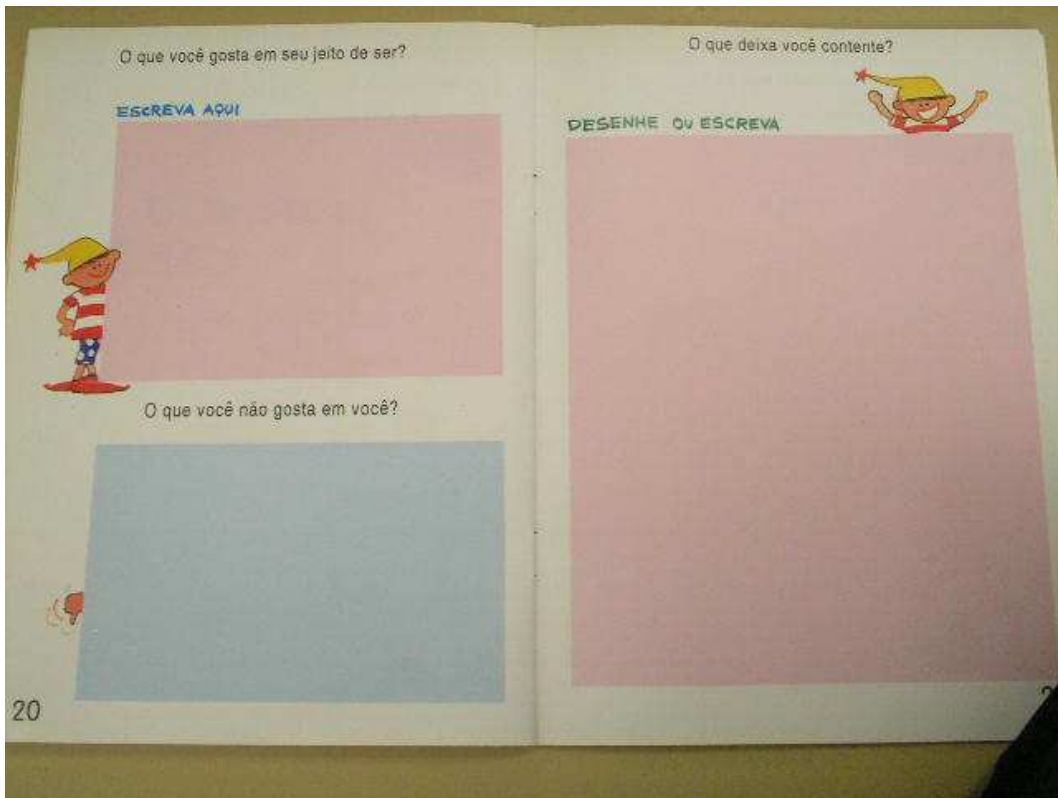 O que você gosta em seu jeito de ser?
ESCREVA AQUI
O que você não gosta em você?
20
O que deixa você contente?
DESENHE OU ESCREVA